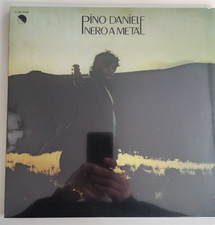 PINO DANIELE
NERO A METÀ